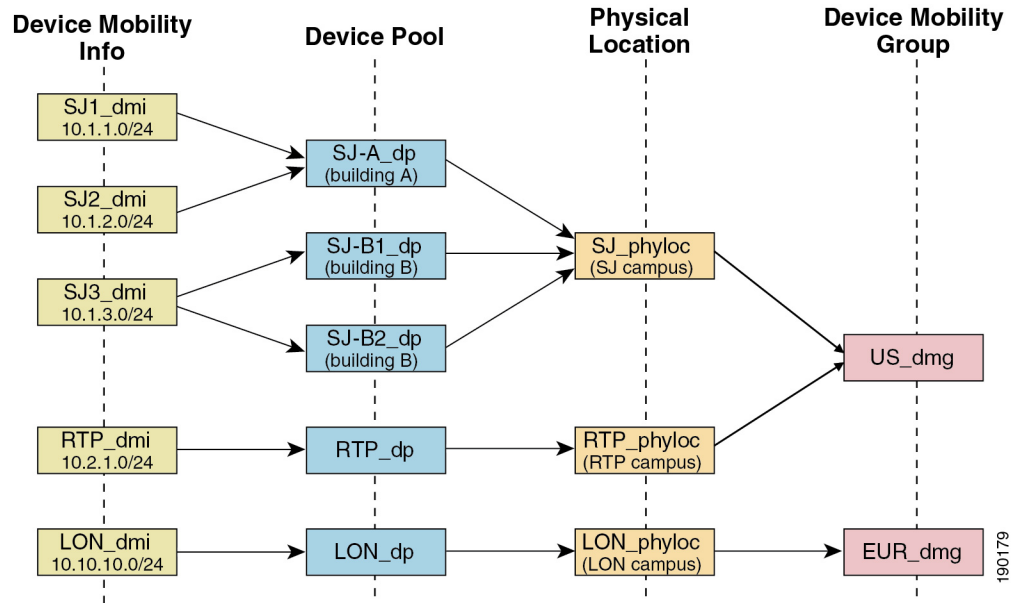 Device Mobility
Info
Device Pool
Physical
Location
Device Mobility
Group
SJ1_dmi
10.1.1.0/24
SJ2_dmi
10.1.2.0/24
SJ3_dmi
10.1.3.0/24
RTP_dmi
10.2.1.0/24
LON_dmi
10.10.10.0/24
SJ-A_dp
(building A)
SJ-B1_dp
(building B)
SJ-B2_dp
(building B)
RTP_dp
LON_dp
SJ_phyloc
(SJ campus)
RTP_phyloc
(RTP campus)
LON_phyloc
(LON campus)
US_dmg
EUR_dmg
190179